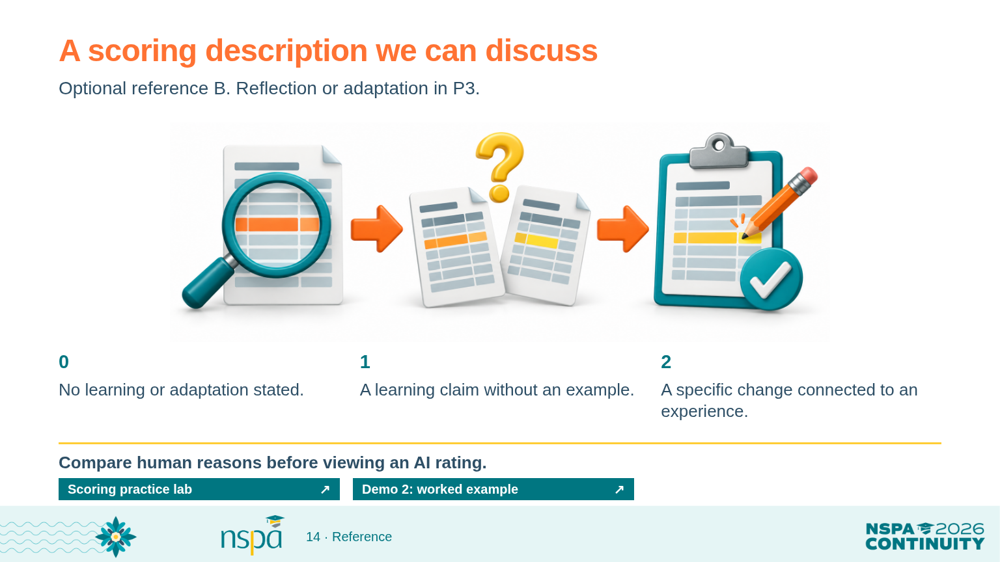 A scoring description we can discuss
Optional reference B. Reflection or adaptation in P3.
?
0
No learning or adaptation stated.
1
A learning claim without an example.
2
A specific change connected to an
experience.
Compare human reasons before viewing an AI rating.
Scoring practice lab ↗
Demo 2: worked example ↗
nspa
14 · Reference
NSPA 2026
CONTINUITY